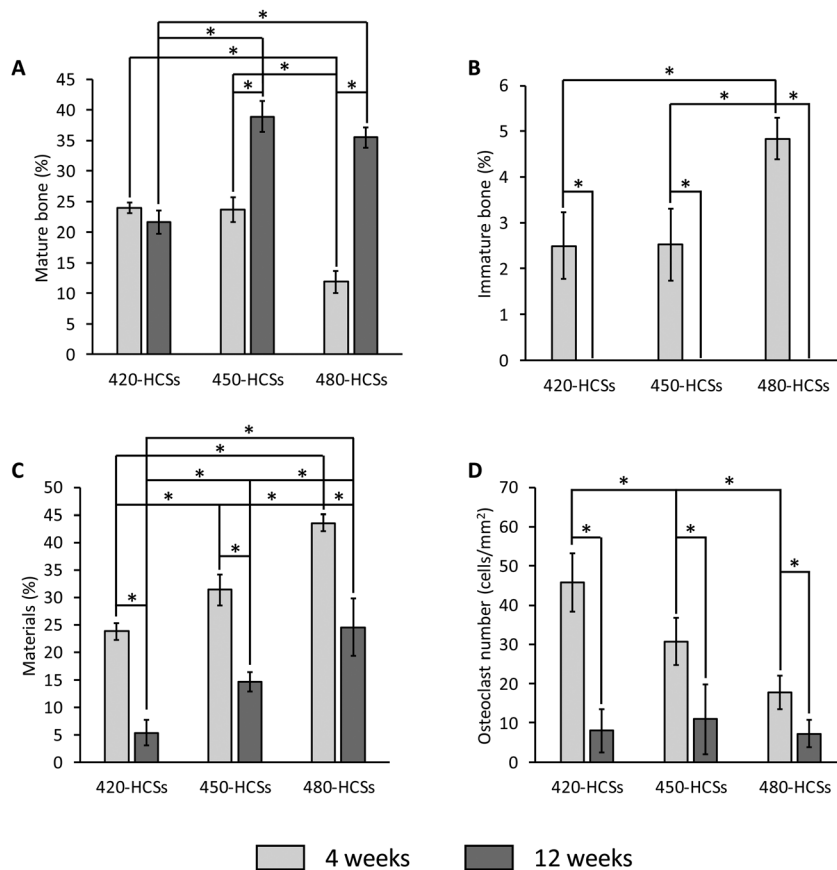 A
Mature bone (%)
45
40
35
30
25
20
15
10
5
0
* * * * * *
420-HCSs 450-HCSs 480-HCSs
B
Immature bone (%)
6
5
4
3
2
1
0
* * * * *
420-HCSs 450-HCSs 480-HCSs
C
Materials (%)
50
45
40
35
30
25
20
15
10
5
0
* * * * * * * * *
420-HCSs 450-HCSs 480-HCSs
D
Osteoclast number (cells/mm²)
70
60
50
40
30
20
10
0
* * * * *
420-HCSs 450-HCSs 480-HCSs
4 weeks 12 weeks